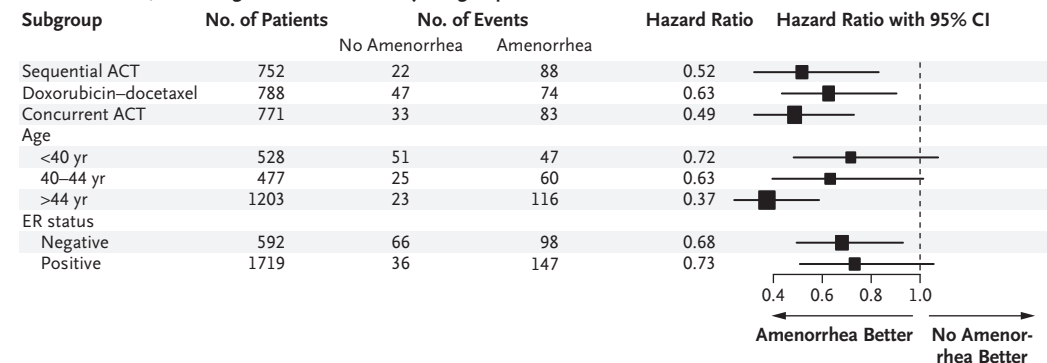 Subgroup No. of Patients No. of Events Hazard Ratio Hazard Ratio with 95% CI
No Amenorrhea Amenorrhea
Sequential ACT 752 22 88 0.52
Doxorubicin–docetaxel 788 47 74 0.63
Concurrent ACT 771 33 83 0.49
Age
<40 yr 528 51 47 0.72
40–44 yr 477 25 60 0.63
>44 yr 1203 23 116 0.37
ER status
Negative 592 66 98 0.68
Positive 1719 36 147 0.73
0.4 0.6 0.8 1.0
Amenorrhea Better No Amenor-
rhea Better